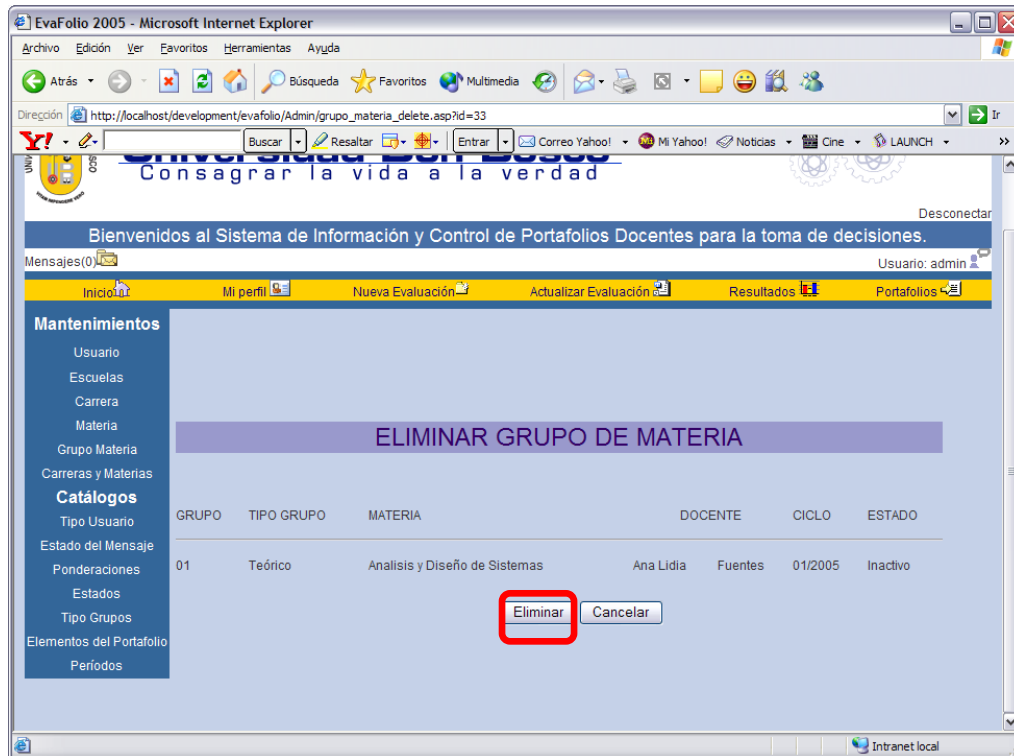 EvaFolio 2005 - Microsoft Internet Explorer
Archivo Edición Ver Favoritos Herramientas Ayuda
Atrás Búsqueda Favoritos Multimedia
Dirección http://localhost/development/evafolio/Admin/grupo_materia_delete.asp?id=33 Ir
Y! Buscar Resaltar Entrar Correo Yahoo! Mi Yahoo! Noticias Cine LAUNCH »
Universidad Don Bosco
Consagrar la vida a la verdad
Desconectar
Bienvenidos al Sistema de Información y Control de Portafolios Docentes para la toma de decisiones.
Mensajes(0) Usuario: admin
Inicio Mi perfil Nueva Evaluación Actualizar Evaluación Resultados Portafolios
Mantenimientos
Usuario
Escuelas
Carrera
Materia
Grupo Materia
Carreras y Materias
Catálogos
Tipo Usuario
Estado del Mensaje
Ponderaciones
Estados
Tipo Grupos
Elementos del Portafolio
Períodos
ELIMINAR GRUPO DE MATERIA
GRUPO TIPO GRUPO MATERIA DOCENTE CICLO ESTADO
01 Teórico Analisis y Diseño de Sistemas Ana Lidia Fuentes 01/2005 Inactivo
Eliminar Cancelar
Intranet local